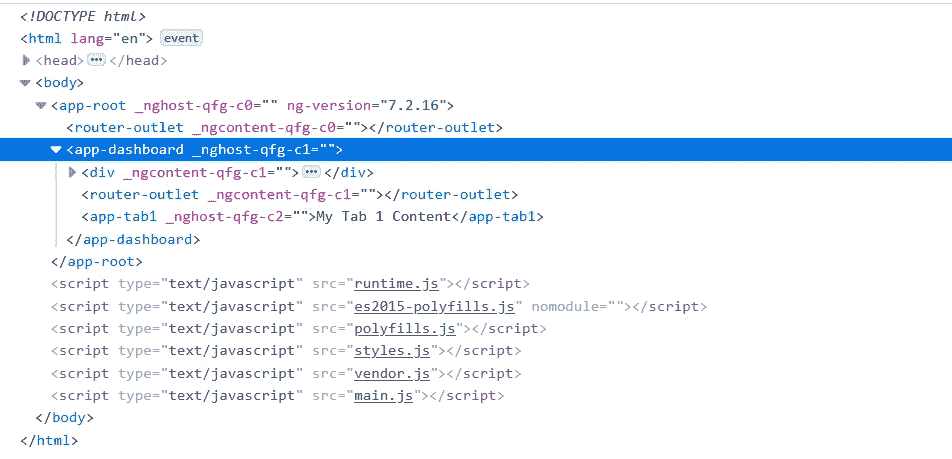 <!DOCTYPE html>
<html lang="en"> event
<head> ••• </head>
<body>
<app-root _nghost-qfg-c0="" ng-version="7.2.16">
<router-outlet _ngcontent-qfg-c0=""></router-outlet>
<app-dashboard _nghost-qfg-c1="">
<div _ngcontent-qfg-c1=""> ••• </div>
<router-outlet _ngcontent-qfg-c1=""></router-outlet>
<app-tab1 _nghost-qfg-c2="">My Tab 1 Content</app-tab1>
</app-dashboard>
</app-root>
<script type="text/javascript" src="runtime.js"></script>
<script type="text/javascript" src="es2015-polyfills.js" nomodule=""></script>
<script type="text/javascript" src="polyfills.js"></script>
<script type="text/javascript" src="styles.js"></script>
<script type="text/javascript" src="vendor.js"></script>
<script type="text/javascript" src="main.js"></script>
</body>
</html>